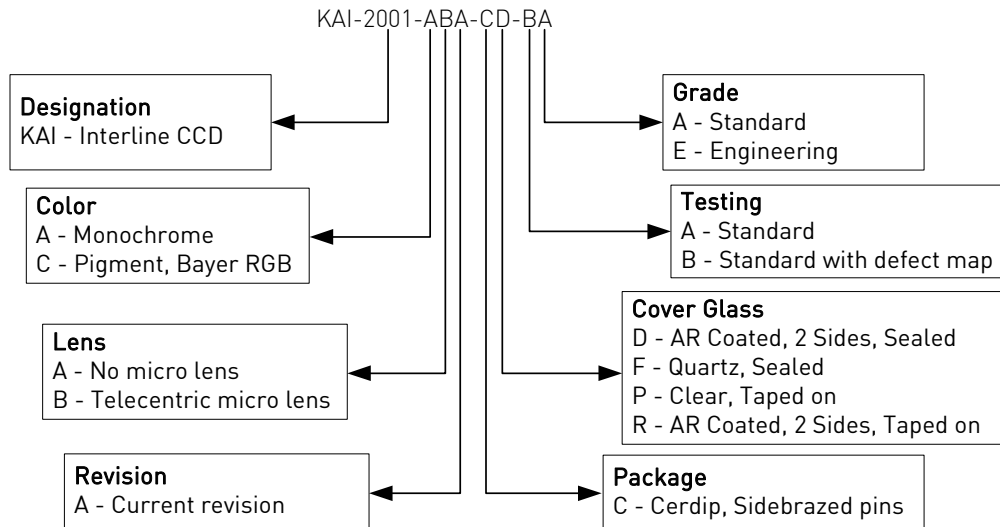 KAI-2001-ABA-CD-BA
Designation
KAI - Interline CCD
Color
A - Monochrome
C - Pigment, Bayer RGB
Lens
A - No micro lens
B - Telecentric micro lens
Revision
A - Current revision
Grade
A - Standard
E - Engineering
Testing
A - Standard
B - Standard with defect map
Cover Glass
D - AR Coated, 2 Sides, Sealed
F - Quartz, Sealed
P - Clear, Taped on
R - AR Coated, 2 Sides, Taped on
Package
C - Cerdip, Sidebrazed pins